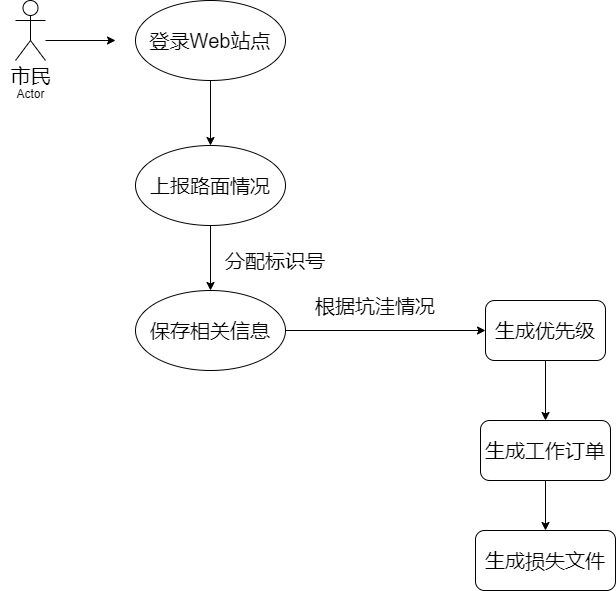 登录Web站点
市民
Actor
上报路面情况
分配标识号
保存相关信息
根据坑洼情况
生成优先级
生成工作订单
生成损失文件